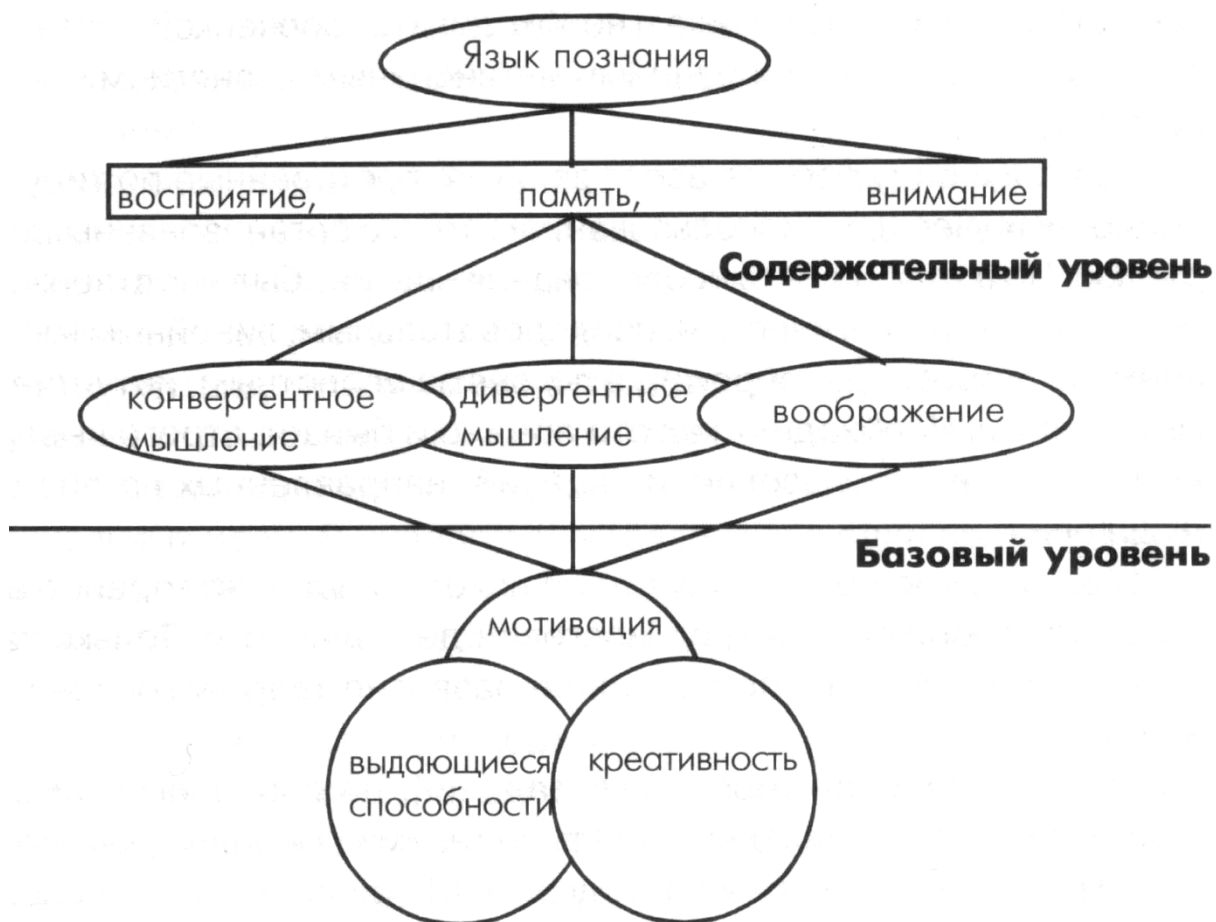 Язык познания
восприятие, память, внимание
Содержательный уровень
конвергентное
мышление
дивергентное
мышление
воображение
Базовый уровень
мотивация
выдающиеся
способности
креативность